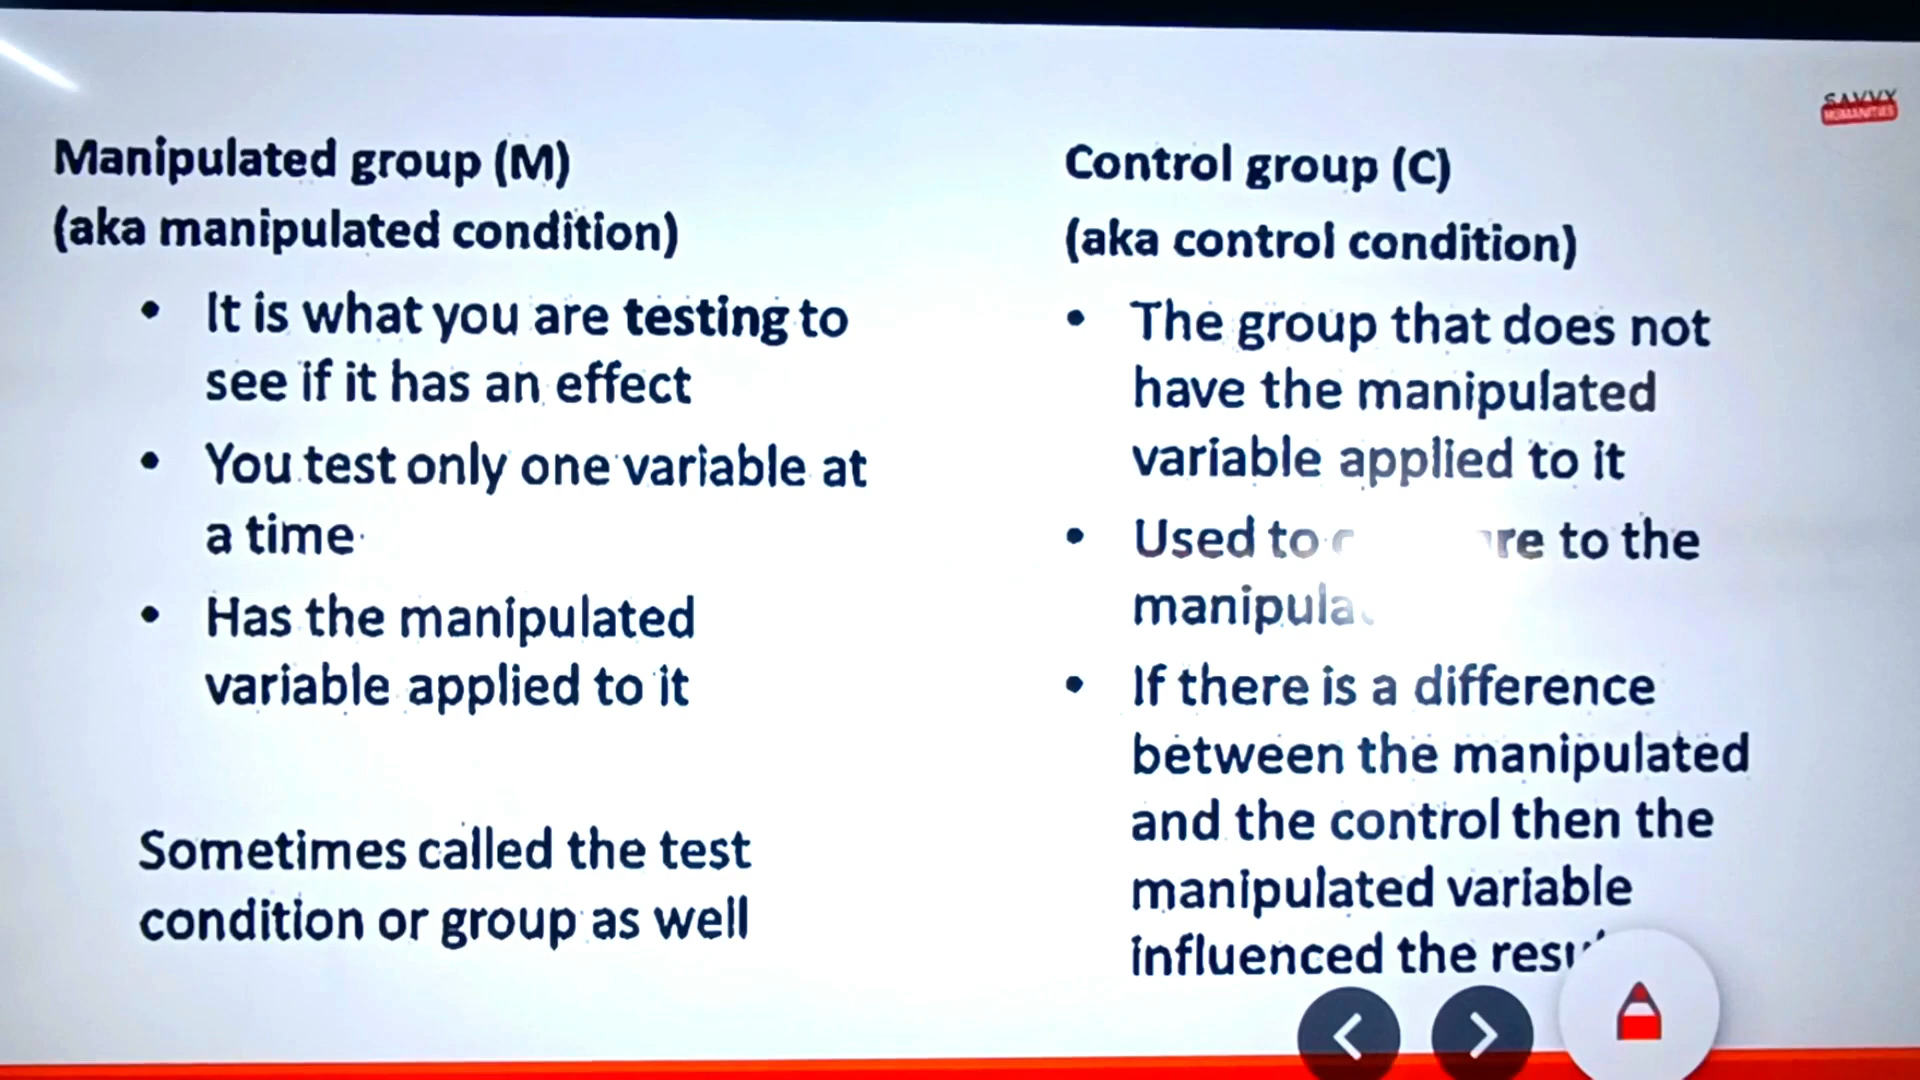 SAVVY
HUMANITIES
Manipulated group (M)
(aka manipulated condition)
• It is what you are testing to
see if it has an effect
• You test only one variable at
a time
• Has the manipulated
variable applied to it
Sometimes called the test
condition or group as well
Control group (C)
(aka control condition)
• The group that does not
have the manipulated
variable applied to it
• Used to to the
• If there is a difference
between the manipulated
and the control then the
manipulated variable
influenced the